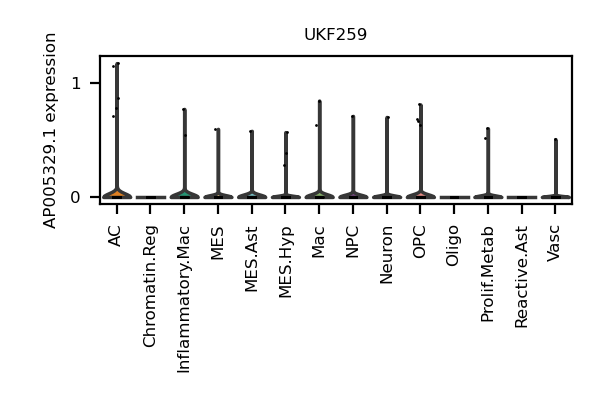 UKF259
AP005329.1 expression
1
0
AC
Chromatin.Reg
Inflammatory.Mac
MES
MES.Ast
MES.Hyp
Mac
NPC
Neuron
OPC
Oligo
Prolif.Metab
Reactive.Ast
Vasc